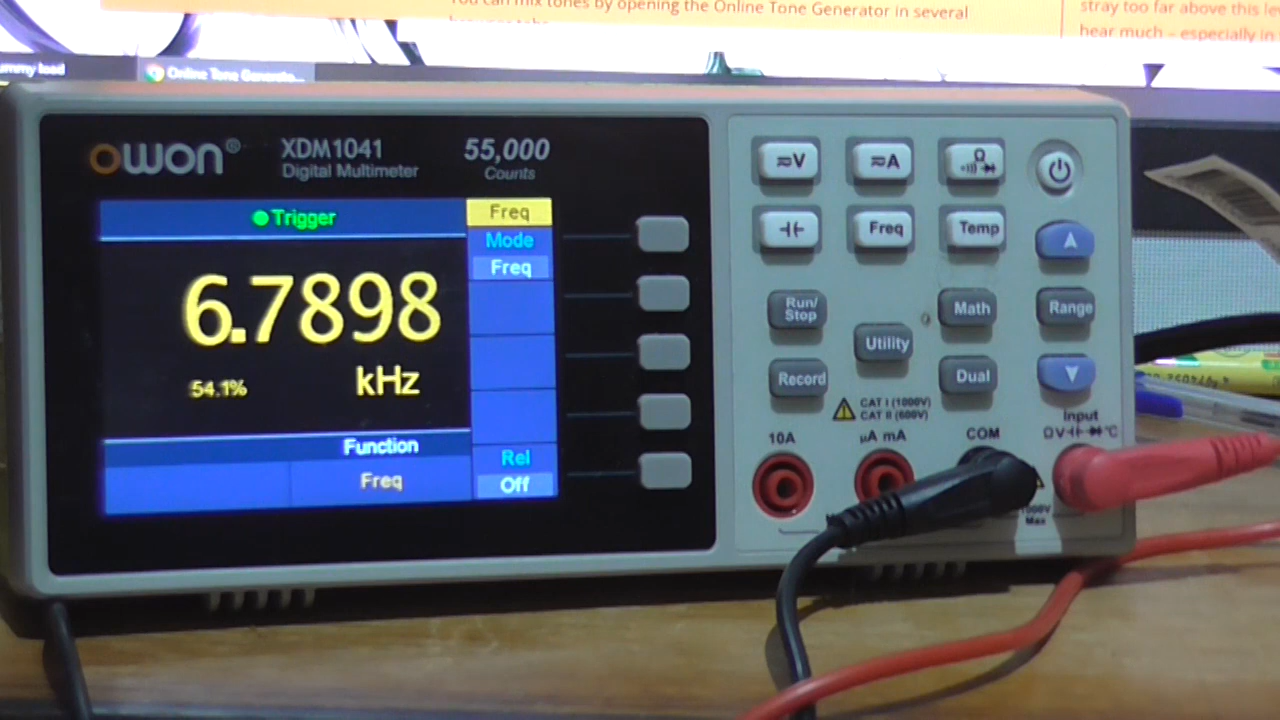 You can mix tones by opening the Online Tone Generator in several
stray too far above this
hear much – especially in
Online Tone Generato...
owon®
XDM1041
Digital Multimeter
55,000
Counts
Trigger
6.7898
54.1%
kHz
Function
Freq
Freq
Mode
Freq
Rel
Off
≂V
≂A
Ω
Freq
Temp
Run/
Stop
Math
Range
Utility
Record
Dual
CAT I (1000V)
CAT II (600V)
10A
μA mA
COM
Input
ΩV °C
1000V
Max